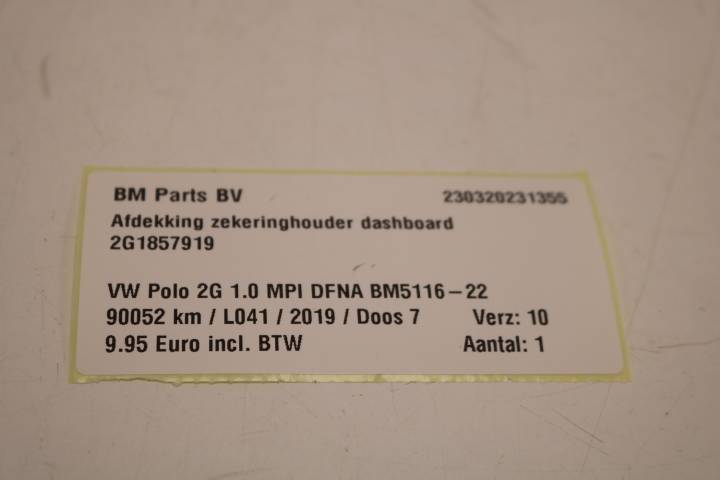 BM Parts BV 230320231355
Afdekking zekeringhouder dashboard
2G1857919
VW Polo 2G 1.0 MPI DFNA BM5116-22
90052 km / L041 / 2019 / Doos 7 Verz: 10
9.95 Euro incl. BTW Aantal: 1